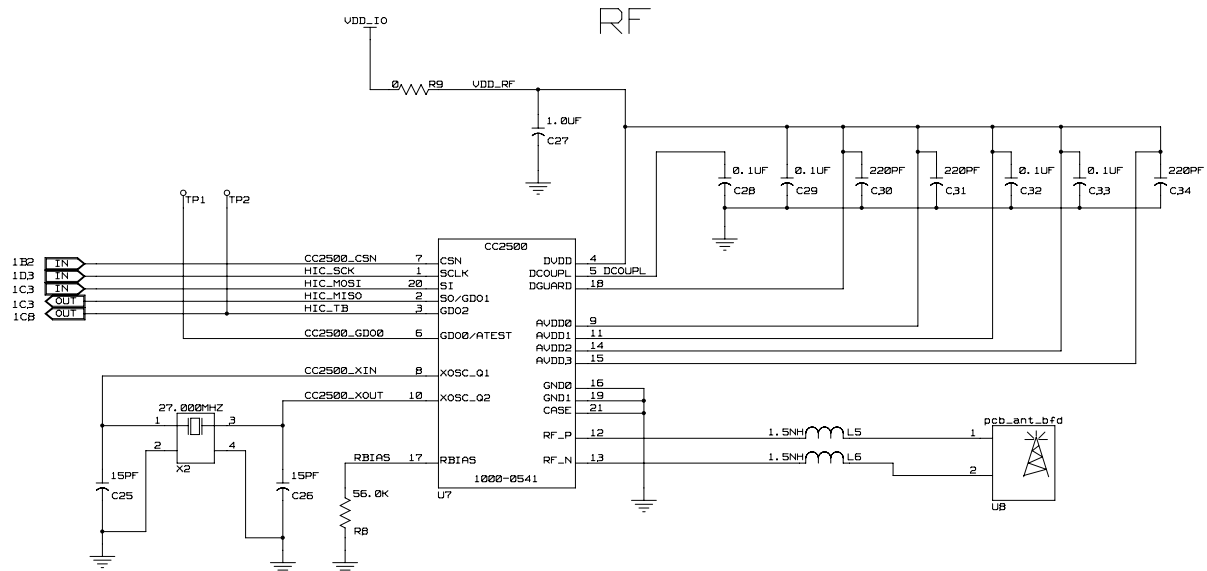 RF
VDD_IO
0 R9 VDD_RF
1.0UF
C27
0.1UF 0.1UF 220PF 220PF 0.1UF 0.1UF 220PF
C28 C29 C30 C31 C32 C33 C34
TP1 TP2
CC2500
1B2 IN CC2500_CSN 7 CSN DVDD 4
1D3 IN HIC_SCK 1 SCLK DCOUPL 5 DCOUPL
1C3 IN HIC_MOSI 20 SI DGUARD 18
1C3 OUT HIC_MISO 2 SO/GDO1
1C8 OUT HIC_TB 3 GDO2
AVDD0 9
CC2500_GDO0 6 GDO0/ATEST AVDD1 11
AVDD2 14
AVDD3 15
CC2500_XIN 8 XOSC_Q1
GND0 16
CC2500_XOUT 10 XOSC_Q2 GND1 19
CASE 21
27.000MHZ
1 3
2 4
X2
RF_P 12 1.5NH L5 1
pcb_ant_bfd
RBIAS 17 RBIAS RF_N 13 1.5NH L6 2
15PF 15PF
C25 C26
1000-0541
U7
56.0K
R8
U8